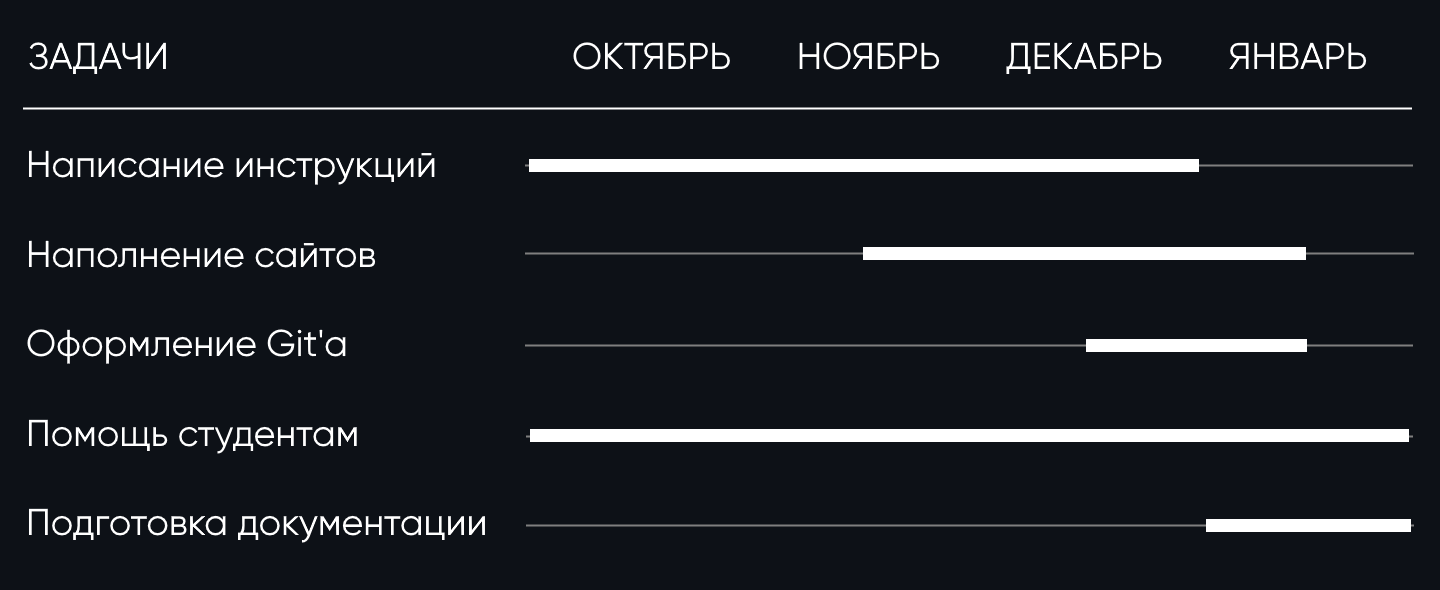 ЗАДАЧИ ОКТЯБРЬ НОЯБРЬ ДЕКАБРЬ ЯНВАРЬ
Написание инструкций
Наполнение сайтов
Оформление Git'а
Помощь студентам
Подготовка документации